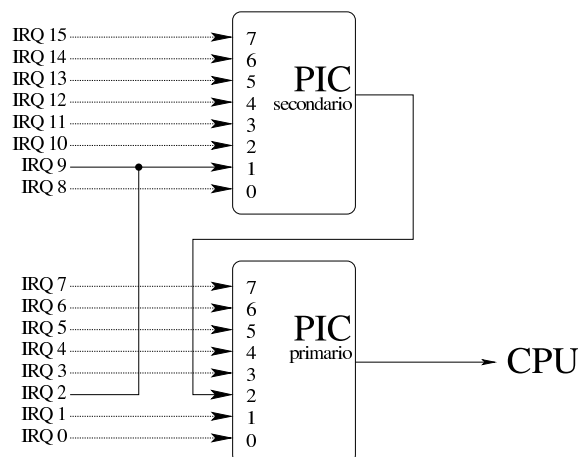 IRQ 15
IRQ 14
IRQ 13
IRQ 12
IRQ 11
IRQ 10
IRQ 9
IRQ 8
7
6
5
4
3
2
1
0
PIC
secondario
IRQ 7
IRQ 6
IRQ 5
IRQ 4
IRQ 3
IRQ 2
IRQ 1
IRQ 0
7
6
5
4
3
2
1
0
PIC
primario
CPU